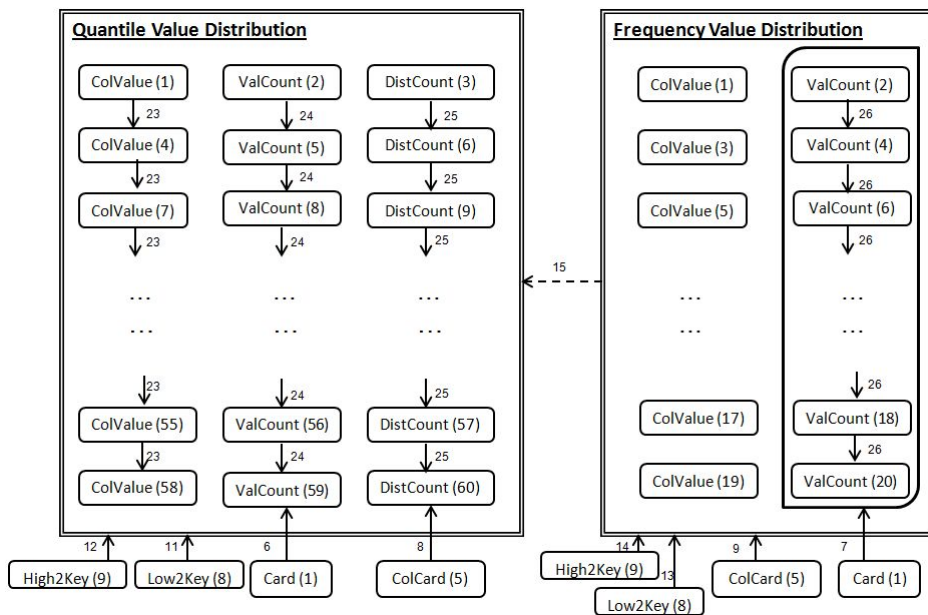 Quantile Value Distribution
Frequency Value Distribution
ColValue (1) ValCount (2) DistCount (3)
ColValue (1) ValCount (2)
23 24 25 26
ColValue (4) ValCount (5) DistCount (6)
ColValue (3) ValCount (4)
23 24 25 26
ColValue (7) ValCount (8) DistCount (9)
ColValue (5) ValCount (6)
23 24 25 26
15
... ... ... ... ...
... ... ... ... ...
23 24 25 26
ColValue (55) ValCount (56) DistCount (57)
ColValue (17) ValCount (18)
23 24 25 26
ColValue (58) ValCount (59) DistCount (60)
ColValue (19) ValCount (20)
12 11 6 8
14 13 9 7
High2Key (9) Low2Key (8) Card (1) ColCard (5)
High2Key (9) Low2Key (8) ColCard (5) Card (1)